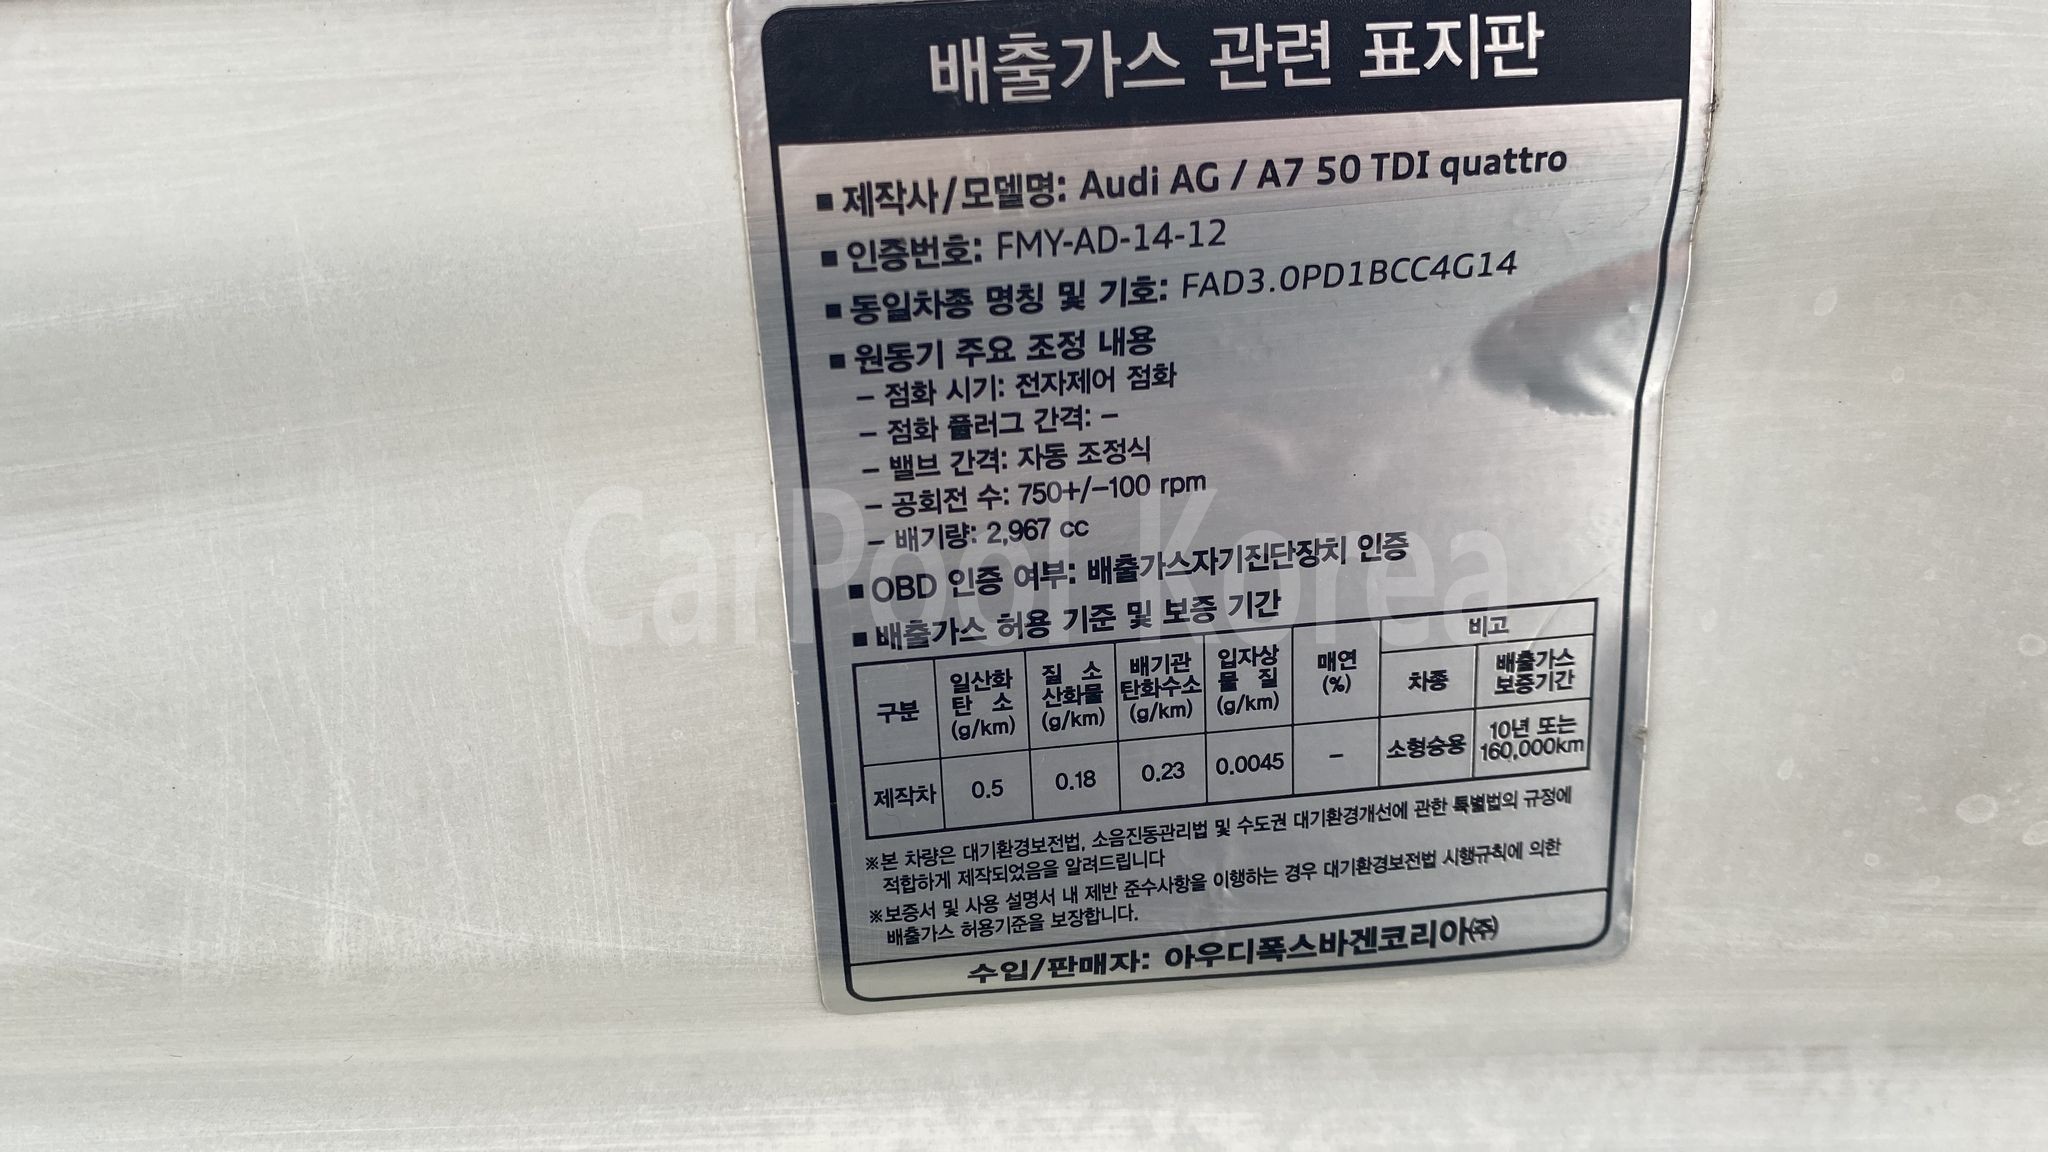 배출가스 관련 표지판
▪ 제작사/모델명: Audi AG / A7 50 TDI quattro
▪ 인증번호: FMY-AD-14-12
▪ 동일차종 명칭 및 기호: FAD3.0PD1BCC4G14
▪ 원동기 주요 조정 내용
– 점화 시기: 전자제어 점화
– 점화 플러그 간격: –
– 밸브 간격: 자동 조정식
– 공회전 수: 750+/–100 rpm
– 배기량: 2,967 cc
▪ OBD 인증 여부: 배출가스자기진단장치 인증
▪ 배출가스 허용 기준 및 보증 기간
구분 일산화탄소 (g/km) 질소산화물 (g/km) 배기관탄화수소 (g/km) 입자상물질 (g/km) 매연 (%) 비고
차종 배출가스 보증기간
제작차 0.5 0.18 0.23 0.0045 – 소형승용 10년 또는 160,000km
※본 차량은 대기환경보전법, 소음진동관리법 및 수도권 대기환경개선에 관한 특별법의 규정에
적합하게 제작되었음을 알려드립니다
※보증서 및 사용 설명서 내 제반 준수사항을 이행하는 경우 대기환경보전법 시행규칙에 의한
배출가스 허용기준을 보장합니다.
수입/판매자: 아우디폭스바겐코리아㈜
CarPool Korea